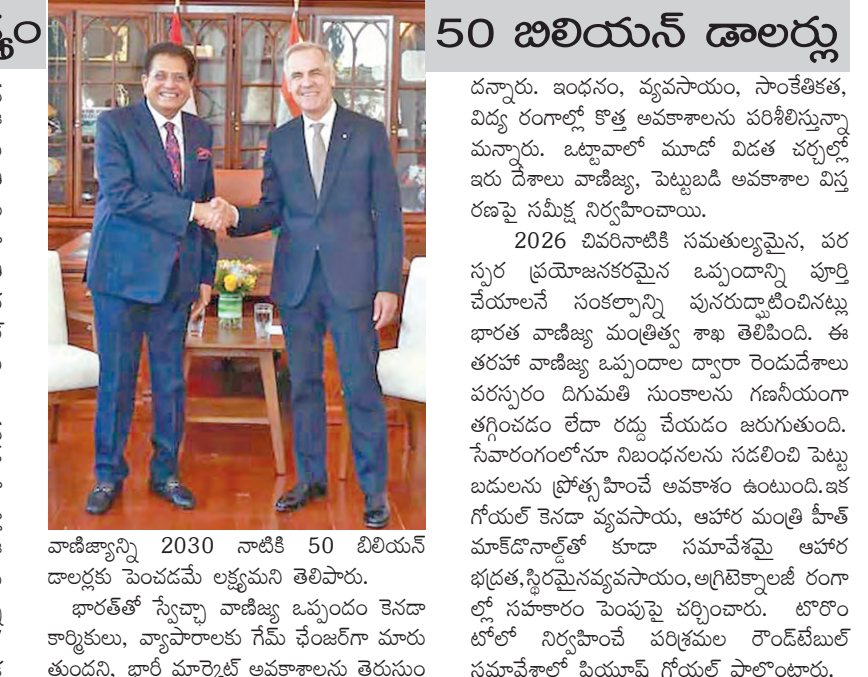 50 బిలియన్ డాలర్లు
వాణిజ్యాన్ని 2030 నాటికి 50 బిలియన్
డాలర్లకు పెంచడమే లక్ష్యమని తెలిపారు.
భారత్‌తో స్వేచ్ఛా వాణిజ్య ఒప్పందం కెనడా
కార్మికులు, వ్యాపారాలకు గేమ్ ఛేంజర్‌గా మారు
తుందని, భారీ మార్కెట్ అవకాశాలను తెరుస్తుం
దన్నారు. ఇంధనం, వ్యవసాయం, సాంకేతికత,
విద్య రంగాల్లో కొత్త అవకాశాలను పరిశీలిస్తున్నా
మన్నారు. ఒట్టావాలో మూడో విడత చర్చల్లో
ఇరు దేశాలు వాణిజ్య, పెట్టుబడి అవకాశాల విస్త
రణపై సమీక్ష నిర్వహించాయి.
2026 చివరినాటికి సమతుల్యమైన, పర
స్పర ప్రయోజనకరమైన ఒప్పందాన్ని పూర్తి
చేయాలనే సంకల్పాన్ని పునరుద్ఘాటించినట్లు
భారత వాణిజ్య మంత్రిత్వ శాఖ తెలిపింది. ఈ
తరహా వాణిజ్య ఒప్పందాల ద్వారా రెండుదేశాలు
పరస్పరం దిగుమతి సుంకాలను గణనీయంగా
తగ్గించడం లేదా రద్దు చేయడం జరుగుతుంది.
సేవారంగంలోనూ నిబంధనలను సడలించి పెట్టు
బడులను ప్రోత్సహించే అవకాశం ఉంటుంది.ఇక
గోయల్ కెనడా వ్యవసాయ, ఆహార మంత్రి హీత్
మాక్‌డొనాల్డ్‌తో కూడా సమావేశమై ఆహార
భద్రత,స్థిరమైనవ్యవసాయం,అగ్రిటెక్నాలజీ రంగా
ల్లో సహకారం పెంపుపై చర్చించారు. టొరొం
టోలో నిర్వహించే పరిశ్రమల రౌండ్‌టేబుల్
సమావేశాల్లో పియూష్ గోయల్ పాల్గొంటారు.